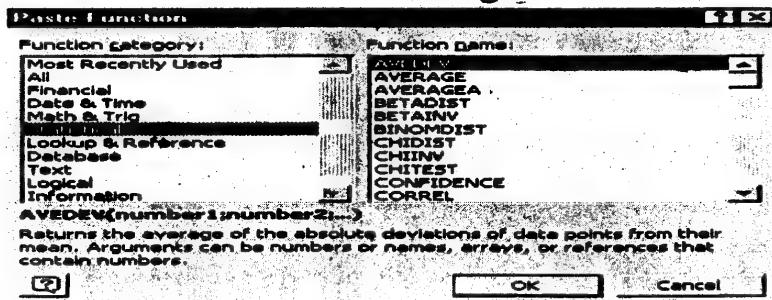 Paste Function
Function category:
Most Recently Used
All
Financial
Date & Time
Math & Trig
Lookup & Reference
Database
Text
Logical
Information
Function name:
AVEDEV
AVERAGE
AVERAGEA
BETADIST
BETAINV
BINOMDIST
CHIDIST
CHIINV
CHITEST
CONFIDENCE
CORREL
AVEDEV(number1;number2;...)
Returns the average of the absolute deviations of data points from their
mean. Arguments can be numbers or names, arrays, or references that
contain numbers.
OK
Cancel